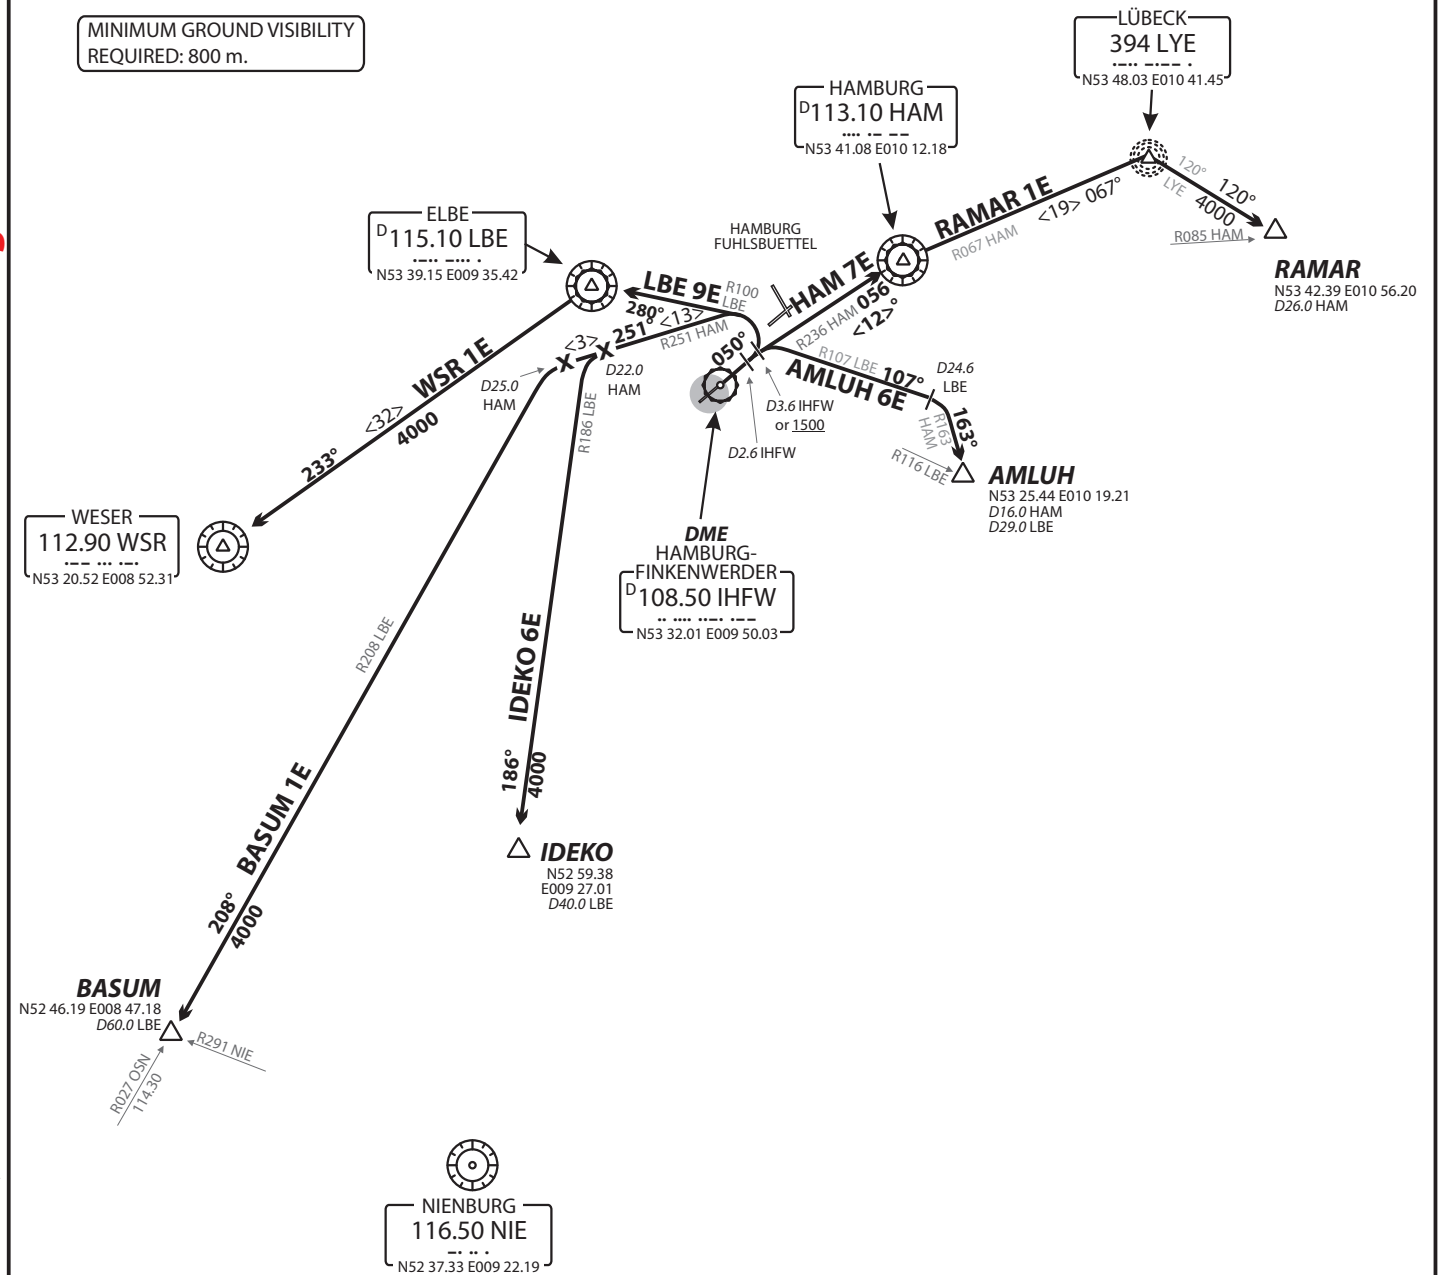 MINIMUM GROUND VISIBILITY
REQUIRED: 800 m.
LÜBECK
394 LYE
N53 48.03 E010 41.45
HAMBURG
D113.10 HAM
N53 41.08 E010 12.18
ELBE
D115.10 LBE
N53 39.15 E009 35.42
HAMBURG
FUHLSBUETTEL
RAMAR 1E
<19> 067°
R067 HAM
120°
LYE
120°
4000
R085 HAM
RAMAR
N53 42.39 E010 56.20
D26.0 HAM
LBE 9E
R100
LBE
280°
HAM 7E
R236 HAM
056°
<12>
251°
<13>
R251 HAM
<3>
X
X
D25.0
HAM
D22.0
HAM
050°
R107 LBE
107°
AMLUH 6E
D24.6
LBE
D3.6 IHFW
or 1500
D2.6 IHFW
R163
HAM
163°
R116 LBE
AMLUH
N53 25.44 E010 19.21
D16.0 HAM
D29.0 LBE
WSR 1E
<32>
4000
233°
WESER
112.90 WSR
N53 20.52 E008 52.31
DME
HAMBURG-
FINKENWERDER
D108.50 IHFW
N53 32.01 E009 50.03
R186 LBE
R208 LBE
IDEKO 6E
186°
4000
IDEKO
N52 59.38
E009 27.01
D40.0 LBE
BASUM 1E
208°
4000
BASUM
N52 46.19 E008 47.18
D60.0 LBE
R291 NIE
R027 OSN
114.30
NIENBURG
116.50 NIE
N52 37.33 E009 22.19